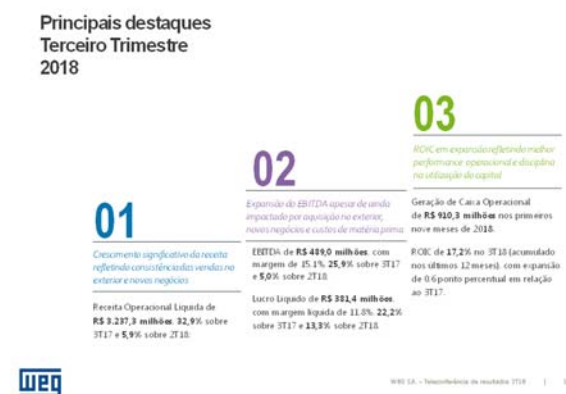 Principais destaques
Terceiro Trimestre
2018
01
Crescimento significativo da receita
refletindo consistência das vendas no
exterior e novos negócios
Receita Operacional Líquida de
R$ 3.237,3 milhões. 32,9% sobre
3T17 e 5,9% sobre 2T18.
02
Expansão do EBITDA apesar de ainda
impactado por aquisição no exterior,
novos negócios e custos de matéria prima
EBITDA de R$ 489,0 milhões, com
margem de 15.1%, 25,9% sobre 3T17
e 5,0% sobre 2T18.
Lucro Líquido de R$ 381,4 milhões,
com margem líquida de 11.8%, 22,2%
sobre 3T17 e 13,3% sobre 2T18.
03
ROIC em expansão refletindo melhor
performance operacional e disciplina
na utilização do capital
Geração de Caixa Operacional
de R$ 910,3 milhões nos primeiros
nove meses de 2018.
ROIC de 17,2% no 3T18 (acumulado
nos últimos 12 meses), com expansão
de 0.6 ponto percentual em relação
ao 3T17.
weg
WEG S.A. - Teleconferência de resultados 3T18 |